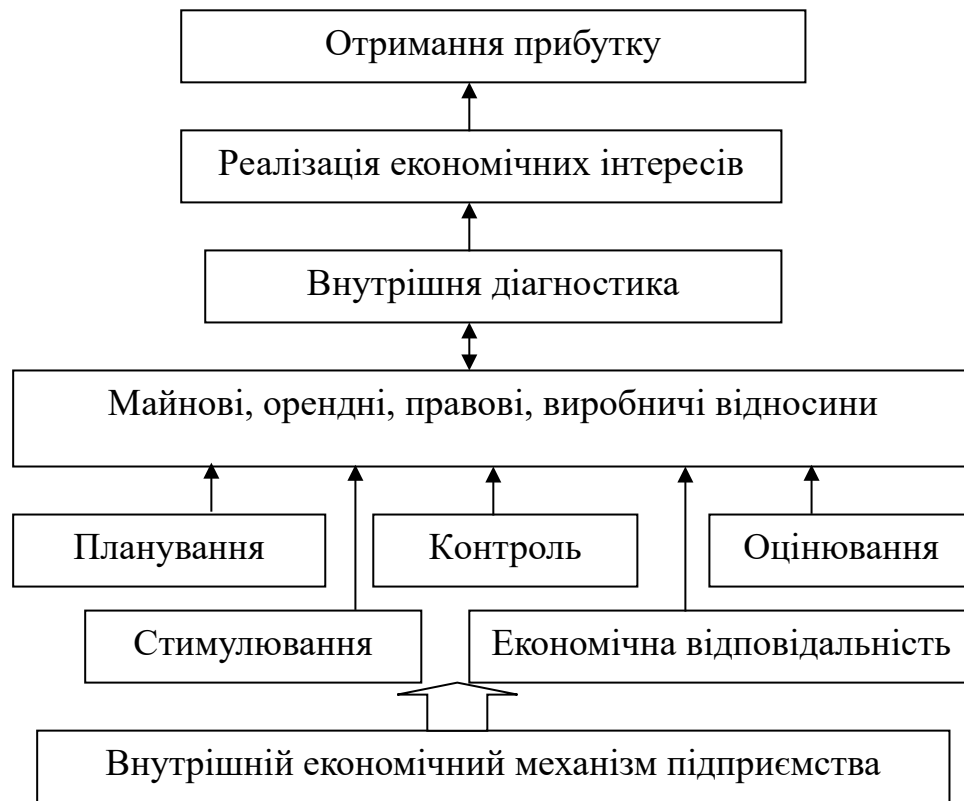 Отримання прибутку
Реалізація економічних інтересів
Внутрішня діагностика
Майнові, орендні, правові, виробничі відносини
Планування
Контроль
Оцінювання
Стимулювання
Економічна відповідальність
Внутрішній економічний механізм підприємства